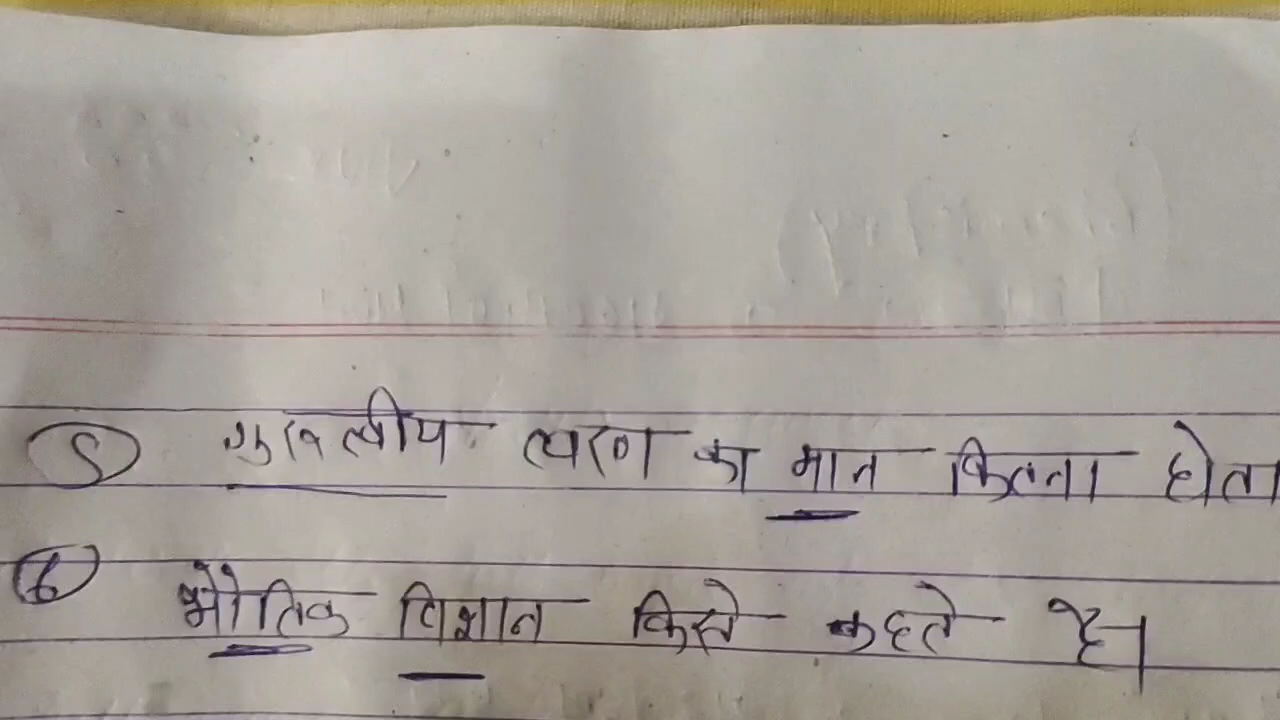 5 गुरुत्वीय त्वरण का मान कितना होता
6 भौतिक विज्ञान किसे कहते है।